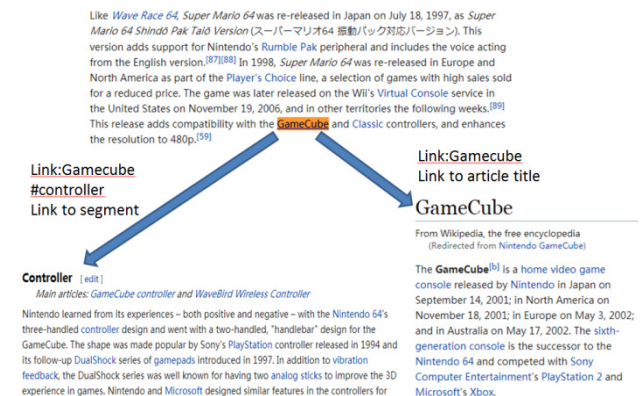 Like Wave Race 64, Super Mario 64 was re-released in Japan on July 18, 1997, as Super
Mario 64 Shindō Pak Taiō Version (スーパーマリオ64 振動パック対応バージョン). This
version adds support for Nintendo's Rumble Pak peripheral and includes the voice acting
from the English version.[87][88] In 1998, Super Mario 64 was re-released in Europe and
North America as part of the Player's Choice line, a selection of games with high sales sold
for a reduced price. The game was later released on the Wii's Virtual Console service in
the United States on November 19, 2006, and in other territories the following weeks.[89]
This release adds compatibility with the GameCube and Classic controllers, and enhances
the resolution to 480p.[59]
Link:Gamecube
#controller
Link to segment
Link:Gamecube
Link to article title
GameCube
From Wikipedia, the free encyclopedia
(Redirected from Nintendo GameCube)
The GameCube[b] is a home video game
console released by Nintendo in Japan on
September 14, 2001; in North America on
November 18, 2001; in Europe on May 3, 2002;
and in Australia on May 17, 2002. The sixth-
generation console is the successor to the
Nintendo 64 and competed with Sony
Computer Entertainment's PlayStation 2 and
Microsoft's Xbox.
Controller [edit]
Main articles: GameCube controller and WaveBird Wireless Controller
Nintendo learned from its experiences – both positive and negative – with the Nintendo 64's
three-handled controller design and went with a two-handled, "handlebar" design for the
GameCube. The shape was made popular by Sony's PlayStation controller released in 1994 and
its follow-up DualShock series of gamepads introduced in 1997. In addition to vibration
feedback, the DualShock series was well known for having two analog sticks to improve the 3D
experience in games. Nintendo and Microsoft designed similar features in the controllers for